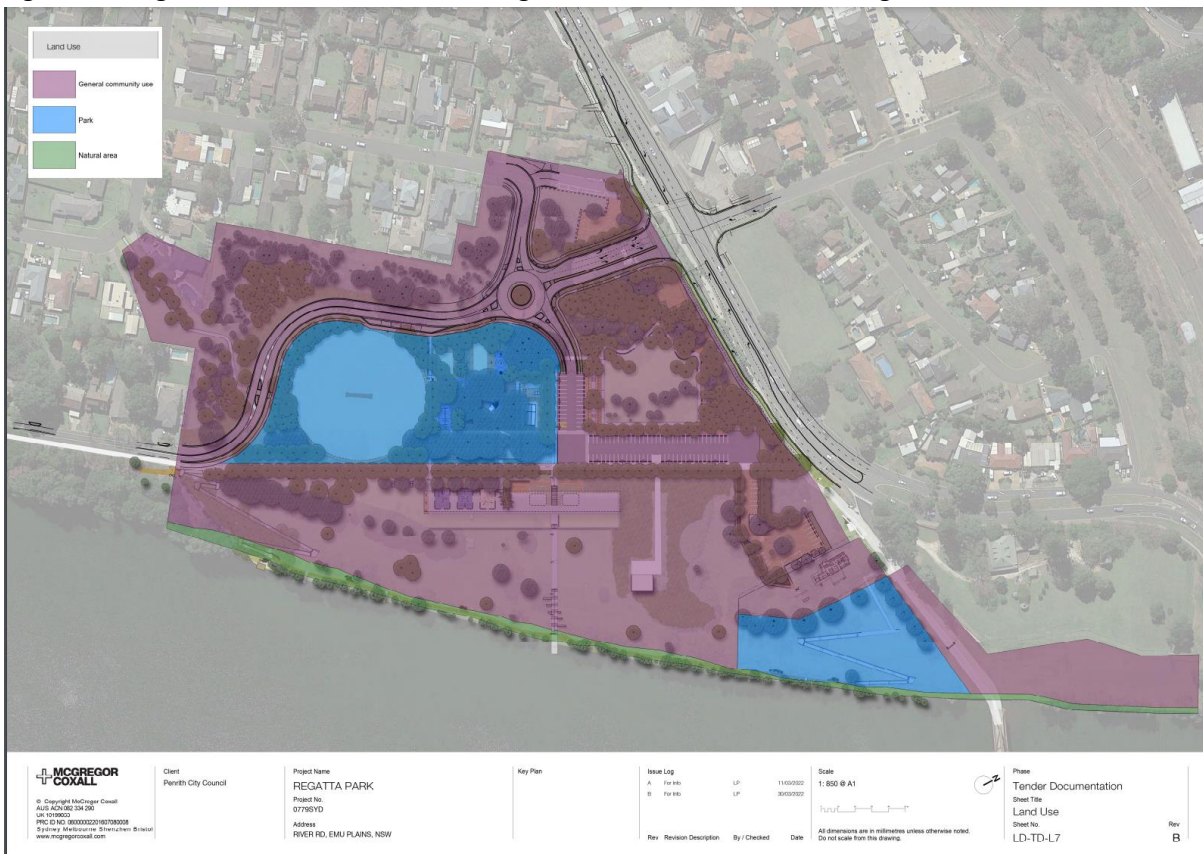 Land Use
General community use
Park
Natural area
MCGREGOR
COXALL
© Copyright McGregor Coxall
AUS ACN 082 334 290
UK 10199603
Sydney Melbourne Shenzhen Bristol
www.mcgregorcoxall.com
Client
Penrith City Council
Project Name
REGATTA PARK
Project No.
0779SYD
Address
RIVER RD, EMU PLAINS, NSW
Key Plan
Issue Log
A For Info LP 11/03/2022
B For Info LP 30/03/2022
Rev Revision Description By / Checked Date
Scale
1: 850 @ A1
All dimensions are in millimetres unless otherwise noted.
Do not scale from this drawing.
Phase
Tender Documentation
Sheet Title
Land Use
Sheet No.
LD-TD-L7
Rev
B